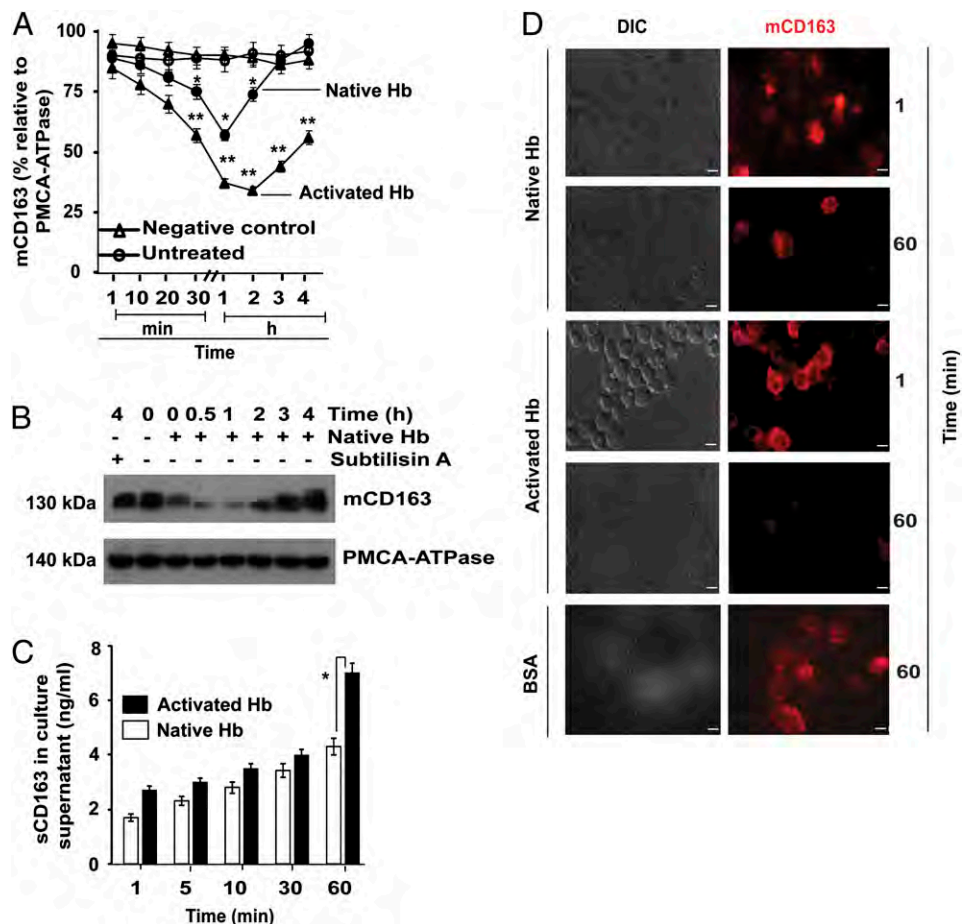 A
mCD163 (% relative to
PMCA-ATPase)
100
75
50
25
0
*
*
*
**
**
**
**
**
Native Hb
Activated Hb
Negative control
Untreated
1 10 20 30 1 2 3 4
min h
Time
B
4 0 0 0.5 1 2 3 4 Time (h)
- - + + + + + + Native Hb
+ - - - - - - - Subtilisin A
130 kDa mCD163
140 kDa PMCA-ATPase
C
sCD163 in culture
supernatant (ng/ml)
8
6
4
2
0
Activated Hb
Native Hb
*
1 5 10 30 60
Time (min)
D
DIC mCD163
Native Hb
1
60
Activated Hb
1
60
BSA
60
Time (min)